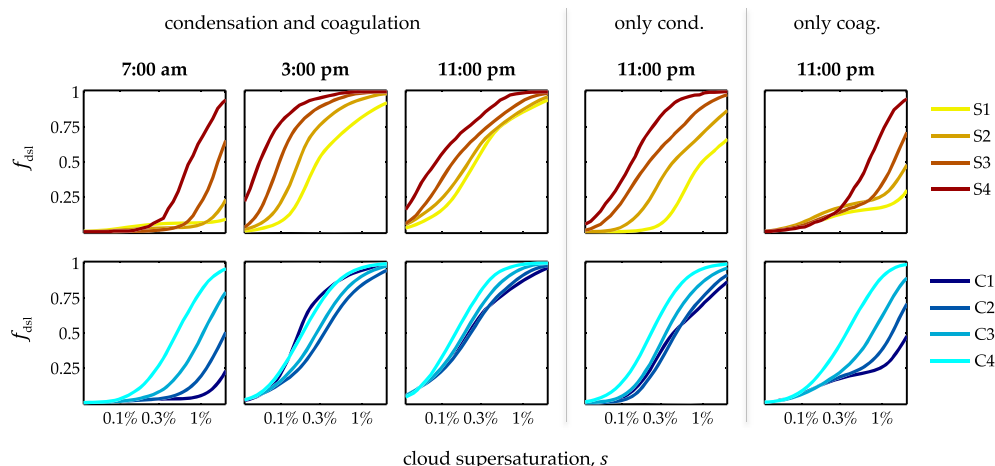 condensation and coagulation only cond. only coag.
7:00 am 3:00 pm 11:00 pm 11:00 pm 11:00 pm
1
0.75
0.5
0.25
f_dsl
S1
S2
S3
S4
1
0.75
0.5
0.25
f_dsl
C1
C2
C3
C4
0.1% 0.3% 1% 0.1% 0.3% 1% 0.1% 0.3% 1% 0.1% 0.3% 1% 0.1% 0.3% 1%
cloud supersaturation, s